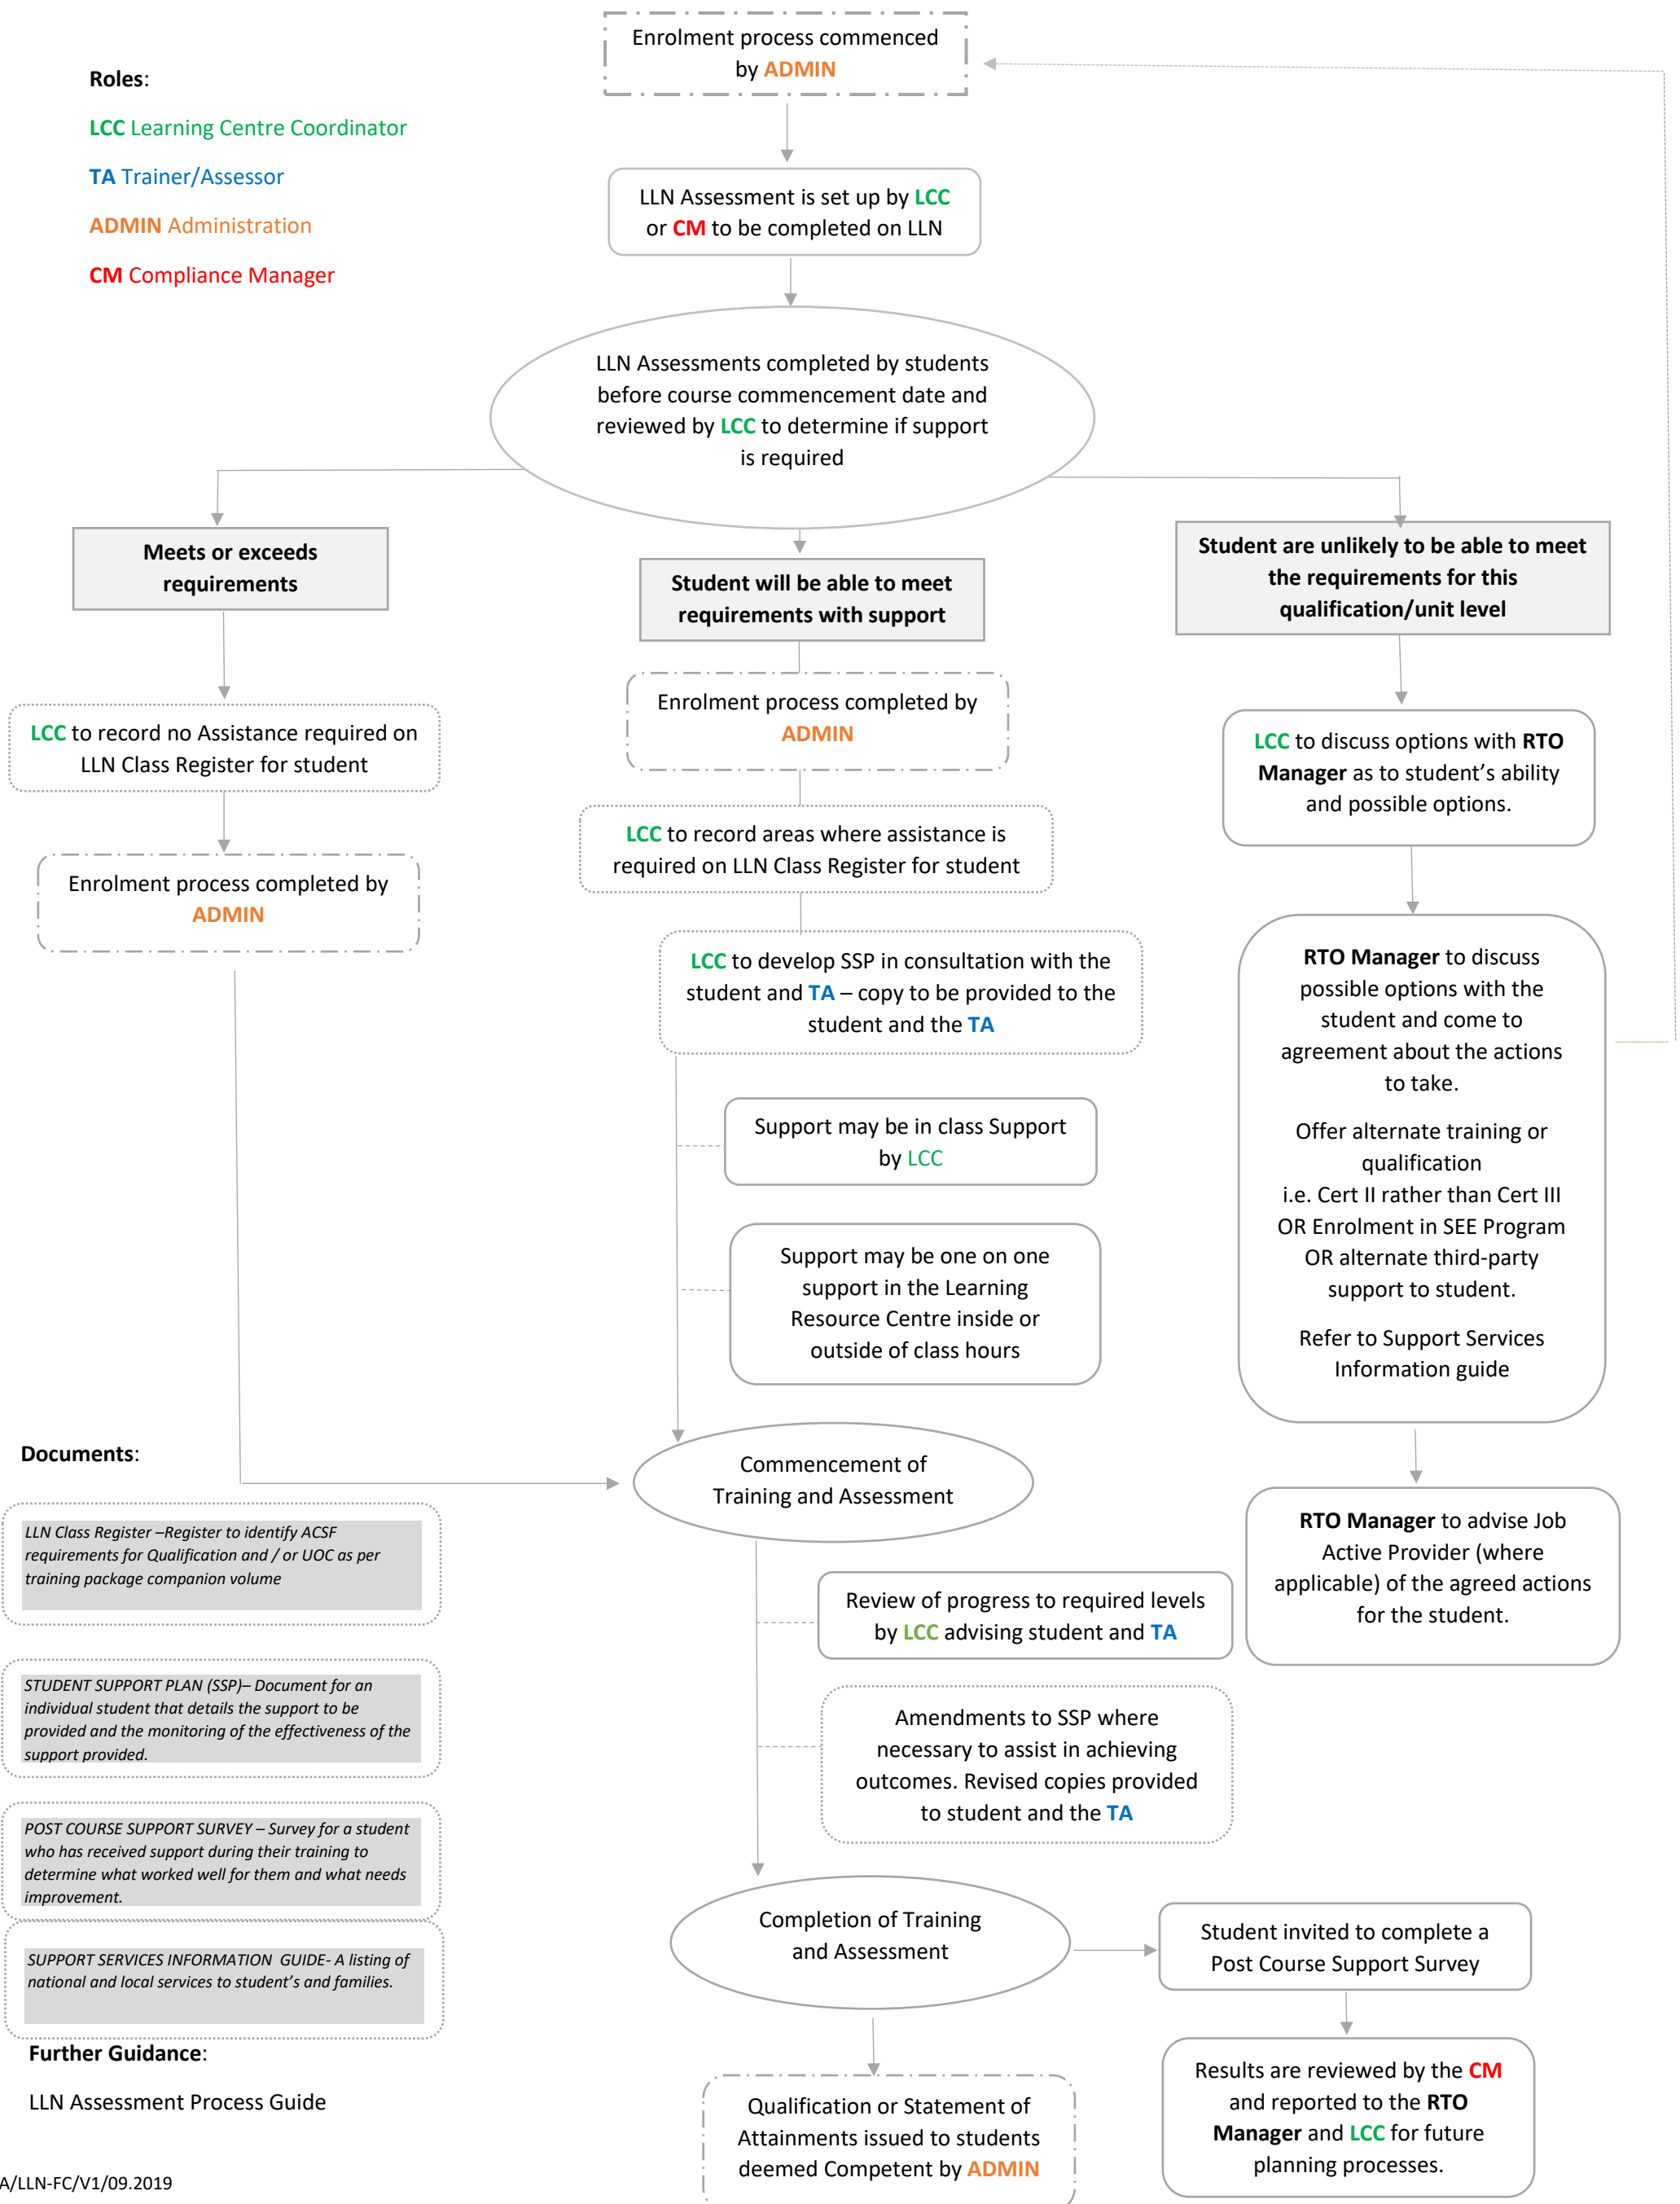 Enrolment process commenced
by ADMIN
Roles:
LCC Learning Centre Coordinator
TA Trainer/Assessor
ADMIN Administration
CM Compliance Manager
LLN Assessment is set up by LCC
or CM to be completed on LLN
LLN Assessments completed by students
before course commencement date and
reviewed by LCC to determine if support
is required
Meets or exceeds
requirements
LCC to record no Assistance required on
LLN Class Register for student
Enrolment process completed by
ADMIN
Student will be able to meet
requirements with support
Enrolment process completed by
ADMIN
LCC to record areas where assistance is
required on LLN Class Register for student
LCC to develop SSP in consultation with the
student and TA – copy to be provided to the
student and the TA
Support may be in class Support
by LCC
Support may be one on one
support in the Learning
Resource Centre inside or
outside of class hours
Student are unlikely to be able to meet
the requirements for this
qualification/unit level
LCC to discuss options with RTO
Manager as to student’s ability
and possible options.
RTO Manager to discuss
possible options with the
student and come to
agreement about the actions
to take.
Offer alternate training or
qualification
i.e. Cert II rather than Cert III
OR Enrolment in SEE Program
OR alternate third-party
support to student.
Refer to Support Services
Information guide
RTO Manager to advise Job
Active Provider (where
applicable) of the agreed actions
for the student.
Commencement of
Training and Assessment
Review of progress to required levels
by LCC advising student and TA
Amendments to SSP where
necessary to assist in achieving
outcomes. Revised copies provided
to student and the TA
Completion of Training
and Assessment
Student invited to complete a
Post Course Support Survey
Results are reviewed by the CM
and reported to the RTO
Manager and LCC for future
planning processes.
Qualification or Statement of
Attainments issued to students
deemed Competent by ADMIN
Documents:
LLN Class Register –Register to identify ACSF
requirements for Qualification and / or UOC as per
training package companion volume
STUDENT SUPPORT PLAN (SSP)– Document for an
individual student that details the support to be
provided and the monitoring of the effectiveness of the
support provided.
POST COURSE SUPPORT SURVEY – Survey for a student
who has received support during their training to
determine what worked well for them and what needs
improvement.
SUPPORT SERVICES INFORMATION GUIDE- A listing of
national and local services to student’s and families.
Further Guidance:
LLN Assessment Process Guide
A/LLN-FC/V1/09.2019